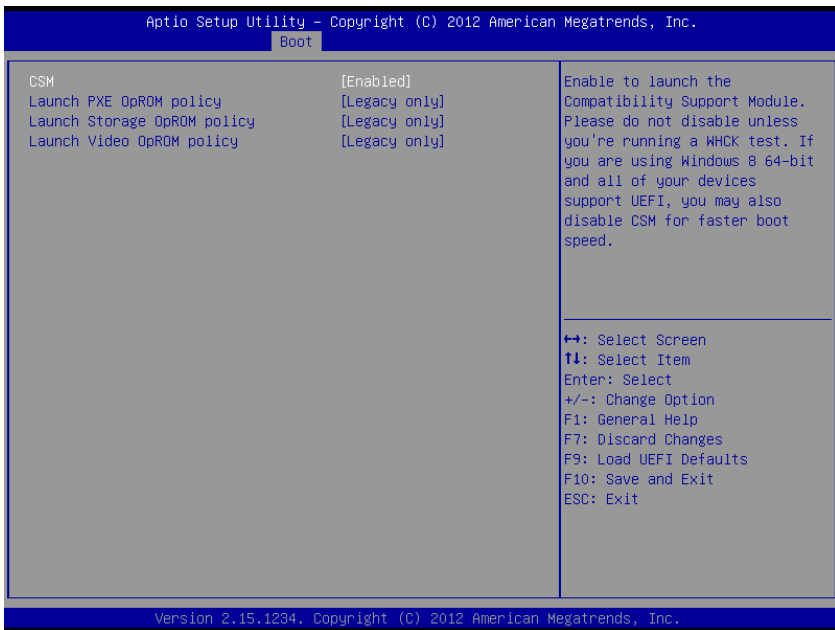 Aptio Setup Utility – Copyright (C) 2012 American Megatrends, Inc.
Boot
CSM [Enabled]
Launch PXE OpROM policy [Legacy only]
Launch Storage OpROM policy [Legacy only]
Launch Video OpROM policy [Legacy only]
Enable to launch the
Compatibility Support Module.
Please do not disable unless
you're running a WHCK test. If
you are using Windows 8 64-bit
and all of your devices
support UEFI, you may also
disable CSM for faster boot
speed.
↔: Select Screen
↑↓: Select Item
Enter: Select
+/-: Change Option
F1: General Help
F7: Discard Changes
F9: Load UEFI Defaults
F10: Save and Exit
ESC: Exit
Version 2.15.1234. Copyright (C) 2012 American Megatrends, Inc.